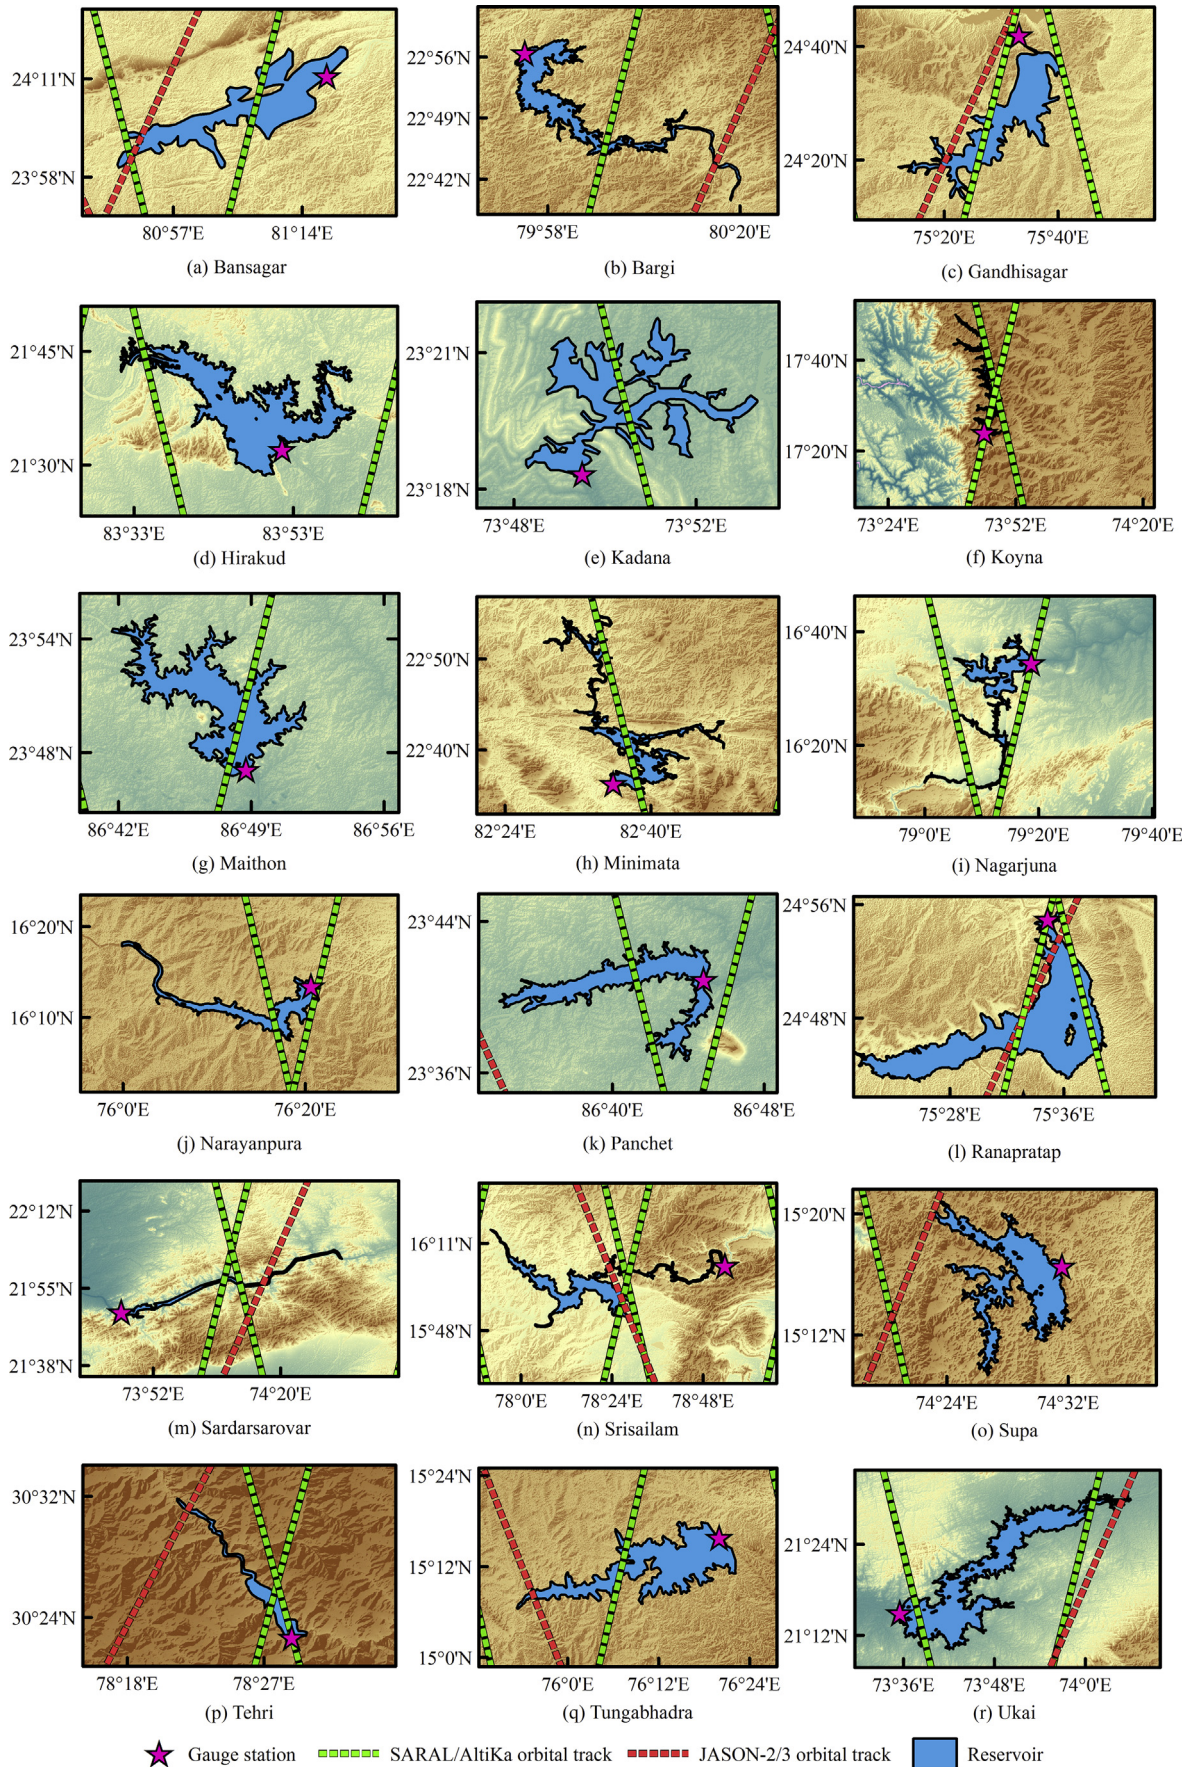 24°11'N
23°58'N
80°57'E 81°14'E
(a) Bansagar
22°56'N
22°49'N
22°42'N
79°58'E 80°20'E
(b) Bargi
24°40'N
24°20'N
75°20'E 75°40'E
(c) Gandhisagar
21°45'N
21°30'N
83°33'E 83°53'E
(d) Hirakud
23°21'N
23°18'N
73°48'E 73°52'E
(e) Kadana
17°40'N
17°20'N
73°24'E 73°52'E 74°20'E
(f) Koyna
23°54'N
23°48'N
86°42'E 86°49'E 86°56'E
(g) Maithon
22°50'N
22°40'N
82°24'E 82°40'E
(h) Minimata
16°40'N
16°20'N
79°0'E 79°20'E 79°40'E
(i) Nagarjuna
16°20'N
16°10'N
76°0'E 76°20'E
(j) Narayanpura
23°44'N
23°36'N
86°40'E 86°48'E
(k) Panchet
24°56'N
24°48'N
75°28'E 75°36'E
(l) Ranapratap
22°12'N
21°55'N
21°38'N
73°52'E 74°20'E
(m) Sardarsarovar
16°11'N
15°48'N
78°0'E 78°24'E 78°48'E
(n) Srisailam
15°20'N
15°12'N
74°24'E 74°32'E
(o) Supa
30°32'N
30°24'N
78°18'E 78°27'E
(p) Tehri
15°24'N
15°12'N
15°0'N
76°0'E 76°12'E 76°24'E
(q) Tungabhadra
21°24'N
21°12'N
73°36'E 73°48'E 74°0'E
(r) Ukai
Gauge station SARAL/AltiKa orbital track JASON-2/3 orbital track Reservoir